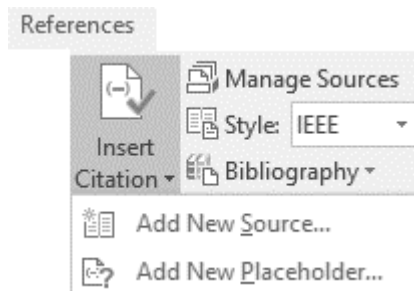 References
Manage Sources
Style: IEEE
Insert
Citation
Bibliography
Add New Source...
Add New Placeholder...